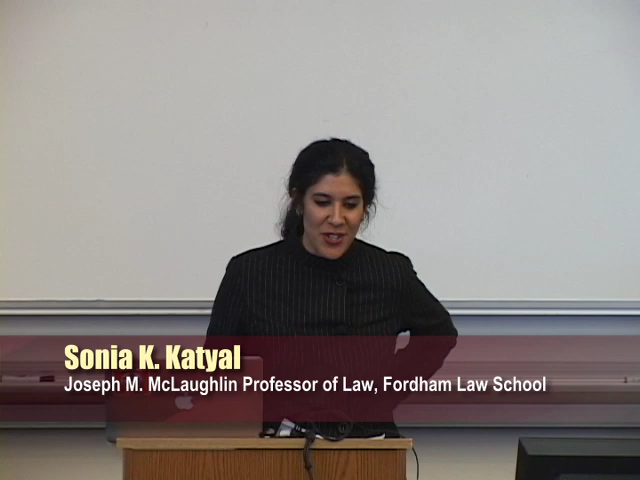 Sonia K. Katyal
Joseph M. McLaughlin Professor of Law, Fordham Law School